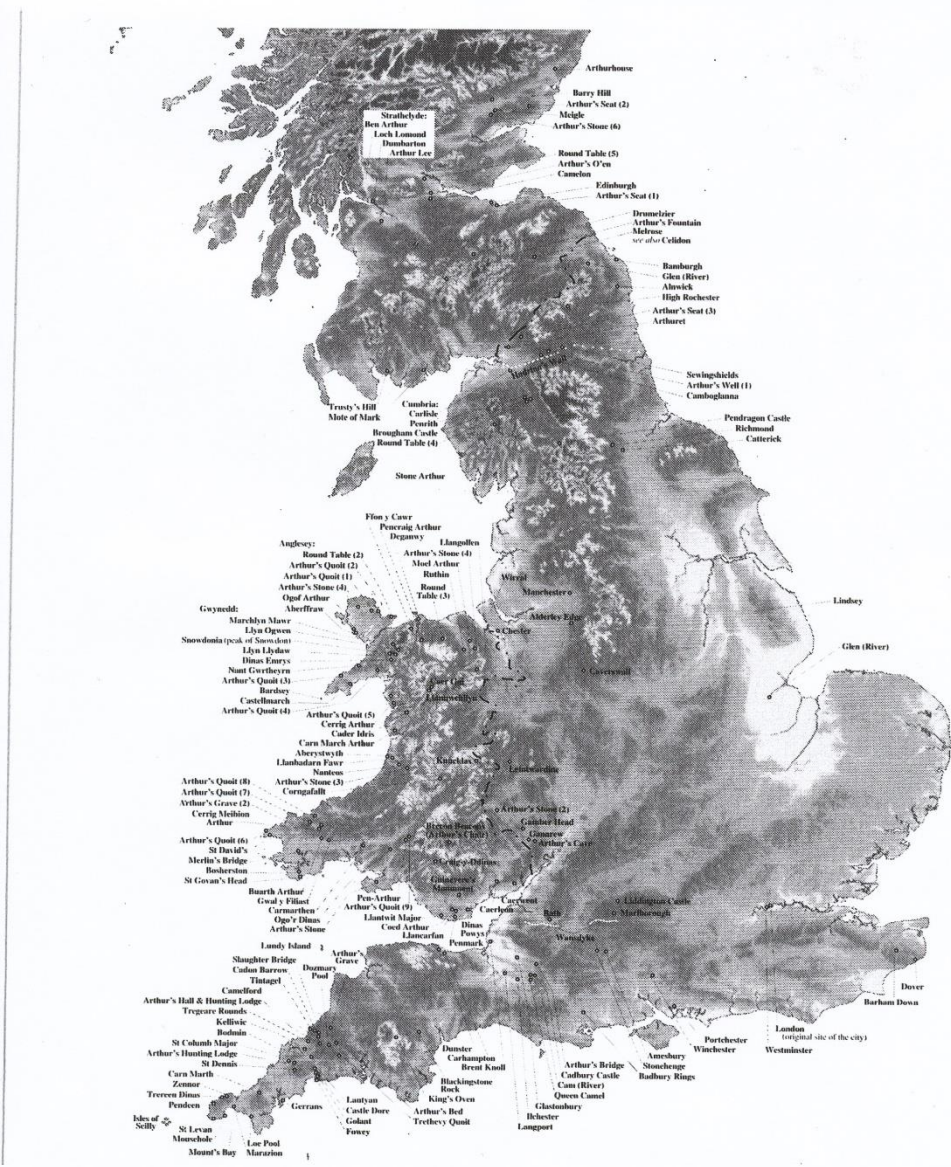 Arthurhouse
Barry Hill
Arthur's Seat (2)
Meigle
Arthur's Stone (6)
Strathclyde:
Ben Arthur
Loch Lomond
Dumbarton
Arthur Lee
Round Table (5)
Arthur's O'en
Camelon
Edinburgh
Arthur's Seat (1)
Drumelzier
Arthur's Fountain
Melrose
see also Celidon
Bamburgh
Glen (River)
Alnwick
High Rochester
Arthur's Seat (3)
Arthuret
Hadrian's Wall
Sewingshields
Arthur's Well (1)
Camboglanna
Trusty's Hill
Mote of Mark
Cumbria:
Carlisle
Penrith
Brougham Castle
Round Table (4)
Pendragon Castle
Richmond
Catterick
Stone Arthur
Ffon y Cawr
Pencraig Arthur
Deganwy
Llangollen
Arthur's Stone (4)
Moel Arthur
Ruthin
Round
Table (3)
Anglesey:
Round Table (2)
Arthur's Quoit (2)
Arthur's Quoit (1)
Arthur's Stone (4)
Ogof Arthur
Aberffraw
Wirral
Manchester
Alderley Edge
Chester
Lindsey
Glen (River)
Caverswall
Gwynedd:
Marchlyn Mawr
Llyn Ogwen
Snowdonia (peak of Snowdon)
Llyn Llydaw
Dinas Emrys
Nant Gwrtheyrn
Arthur's Quoit (3)
Bardsey
Castellmarch
Arthur's Quoit (4)
Caer Gai
Llanuwchllyn
Arthur's Quoit (5)
Cerrig Arthur
Cader Idris
Carn March Arthur
Aberystwyth
Llanbadarn Fawr
Nanteos
Arthur's Stone (3)
Corngafallt
Knucklas
Leintwardine
Arthur's Quoit (8)
Arthur's Quoit (7)
Arthur's Grave (2)
Cerrig Meibion
Arthur
Arthur's Quoit (6)
St David's
Merlin's Bridge
Bosherston
St Govan's Head
Arthur's Stone (2)
Gamber Head
Ganarew
Arthur's Cave
Brecon Beacons
(Arthur's Chair)
Craig-y-Ddinas
Guinevere's
Monument
Buarth Arthur
Gwal y Filiast
Carmarthen
Ogo'r Dinas
Arthur's Stone
Pen-Arthur
Arthur's Quoit (9)
Llantwit Major
Coed Arthur
Llancarfan
Caerwent
Caerleon
Dinas
Powys
Penmark
Bath
Liddington Castle
Marlborough
Wansdyke
Lundy Island
Arthur's
Grave
Slaughter Bridge
Cadon Barrow
Tintagel
Dozmary
Pool
Camelford
Arthur's Hall & Hunting Lodge
Tregeare Rounds
Kelliwic
Bodmin
St Columb Major
Arthur's Hunting Lodge
St Dennis
Carn Marth
Zennor
Trereen Dinas
Pendeen
Isles of
Scilly
St Levan
Mousehole
Mount's Bay
Loe Pool
Marazion
Gerrans
Lantyan
Castle Dore
Golant
Fowey
Dunster
Carhampton
Brent Knoll
Blackingstone
Rock
King's Oven
Arthur's Bed
Trethevy Quoit
Arthur's Bridge
Cadbury Castle
Cam (River)
Queen Camel
Glastonbury
Ilchester
Langport
Amesbury
Stonehenge
Badbury Rings
Portchester
Winchester
London
(original site of the city)
Westminster
Dover
Barham Down